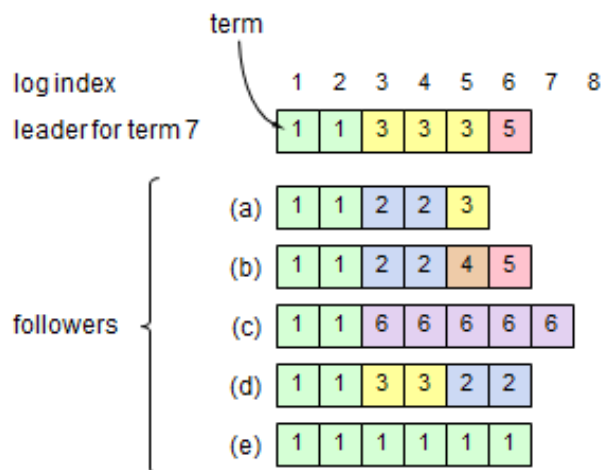 term
log index 1 2 3 4 5 6 7 8
leader for term 7 1 1 3 3 3 5
(a) 1 1 2 2 3
(b) 1 1 2 2 4 5
followers (c) 1 1 6 6 6 6 6
(d) 1 1 3 3 2 2
(e) 1 1 1 1 1 1